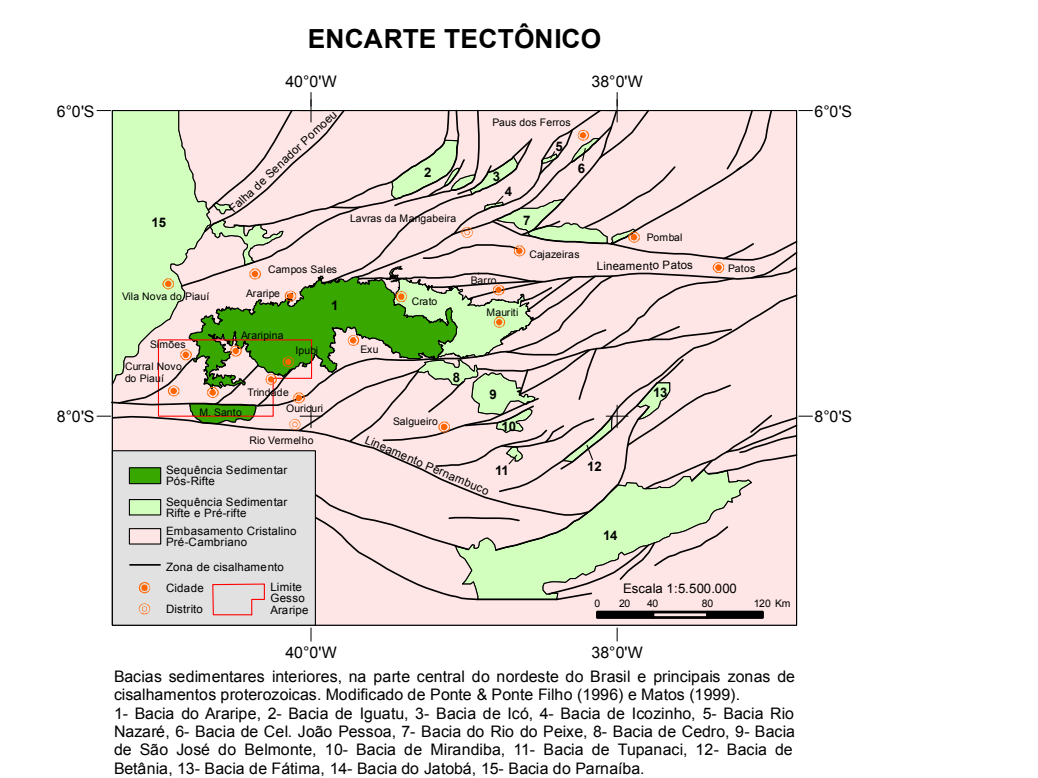 ENCARTE TECTÔNICO
40°0'W
38°0'W
6°0'S
6°0'S
Paus dos Ferros
5
6
2
3
4
Falha de Senador Pomoeu
15
Lavras da Mangabeira
7
Pombal
Cajazeiras
Lineamento Patos
Patos
Campos Sales
Vila Nova do Piauí
Araripe
1
Barro
Crato
Mauriti
Araripina
Simões
Ipubi
Exu
Curral Novo
do Piauí
8
Trindade
9
13
Ouricuri
M. Santo
8°0'S
8°0'S
Salgueiro
10
Rio Vermelho
Lineamento Pernambuco
11
12
14
Sequência Sedimentar
Pós-Rifte
Sequência Sedimentar
Rifte e Pré-rifte
Embasamento Cristalino
Pré-Cambriano
Zona de cisalhamento
Cidade
Distrito
Limite
Gesso
Araripe
Escala 1:5.500.000
0 20 40 80 120 Km
40°0'W
38°0'W
Bacias sedimentares interiores, na parte central do nordeste do Brasil e principais zonas de
cisalhamentos proterozoicas. Modificado de Ponte & Ponte Filho (1996) e Matos (1999).
1- Bacia do Araripe, 2- Bacia de Iguatu, 3- Bacia de Icó, 4- Bacia de Icozinho, 5- Bacia Rio
Nazaré, 6- Bacia de Cel. João Pessoa, 7- Bacia do Rio do Peixe, 8- Bacia de Cedro, 9- Bacia
de São José do Belmonte, 10- Bacia de Mirandiba, 11- Bacia de Tupanaci, 12- Bacia de
Betânia, 13- Bacia de Fátima, 14- Bacia do Jatobá, 15- Bacia do Parnaíba.